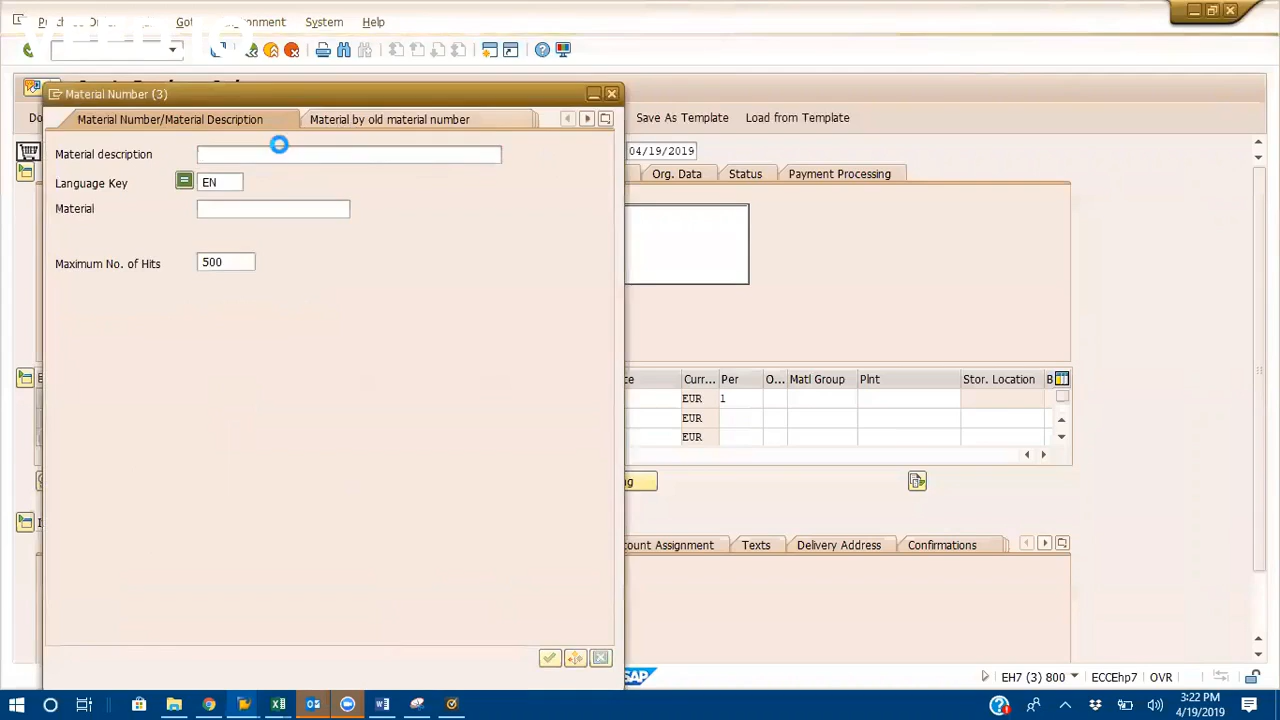 System Help
Material Number (3)
Material Number/Material Description Material by old material number
Save As Template Load from Template
Material description
04/19/2019
Language Key EN
Org. Data Status Payment Processing
Material
Maximum No. of Hits 500
Curr... Per O... Matl Group Plnt Stor. Location B
EUR 1
EUR
EUR
Texts Delivery Address Confirmations
SAP EH7 (3) 800 ECCEhp7 OVR
3:22 PM
4/19/2019